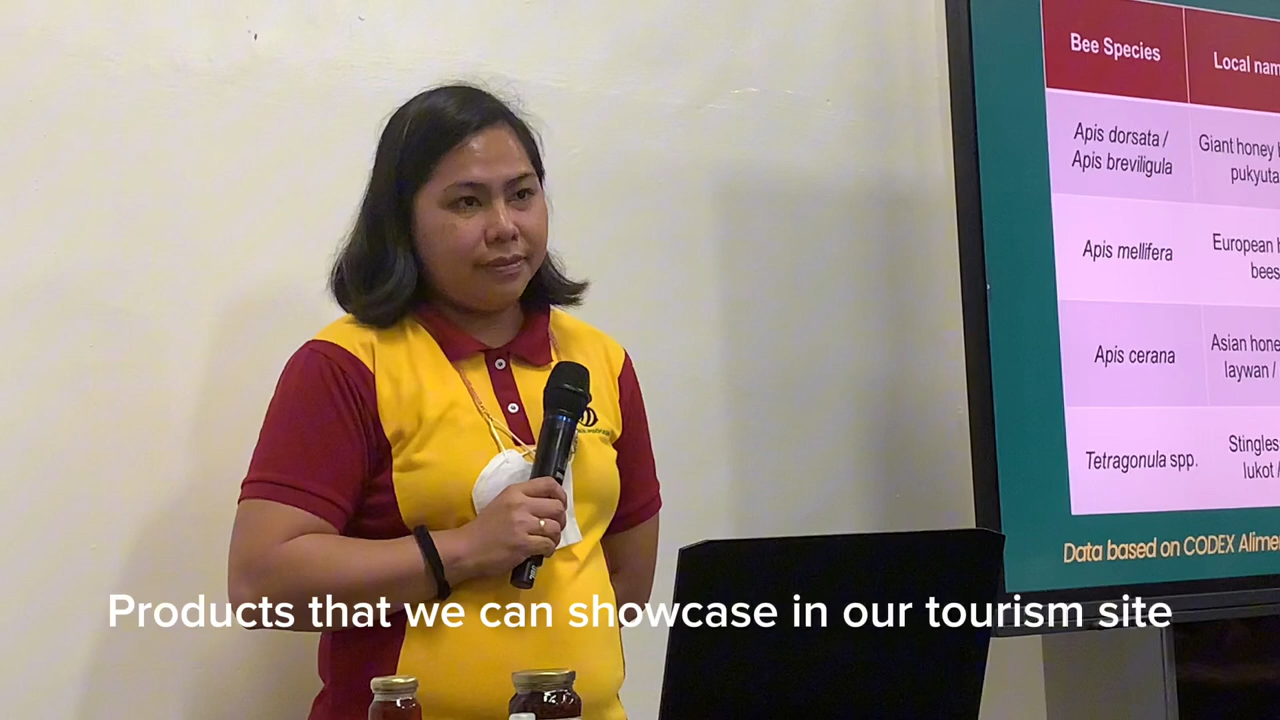 Bee Species
Local nam
Apis dorsata /
Apis breviligula
Giant honey
pukyuta
Apis mellifera
European
bees
Apis cerana
Asian hone
laywan /
Tetragonula spp.
Stingles
lukot /
Data based on CODEX Alime
Products that we can showcase in our tourism site